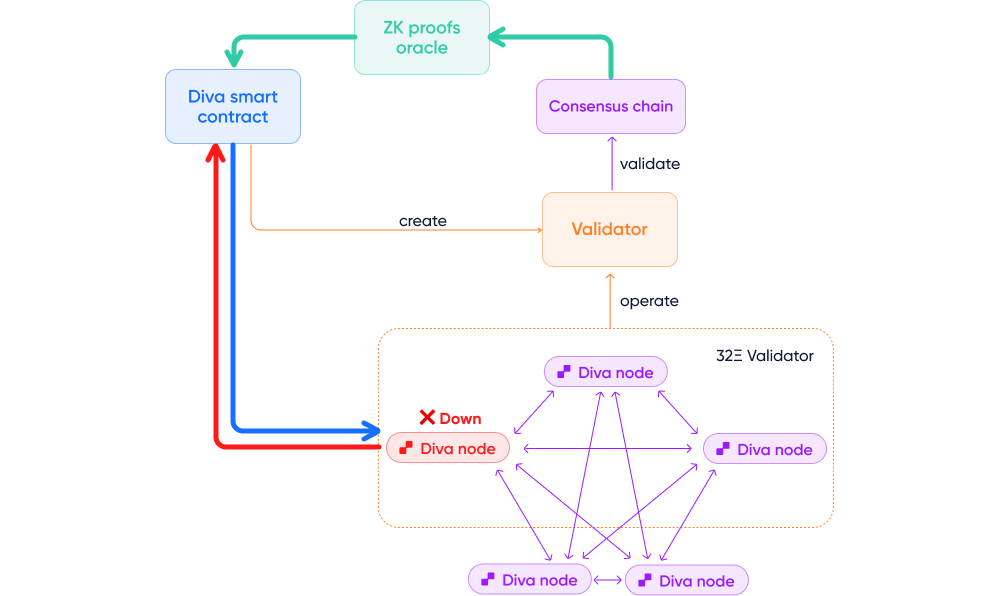 ZK proofs
oracle
Diva smart
contract
Consensus chain
validate
create
Validator
operate
32Ξ Validator
Diva node
Down
Diva node
Diva node
Diva node
Diva node